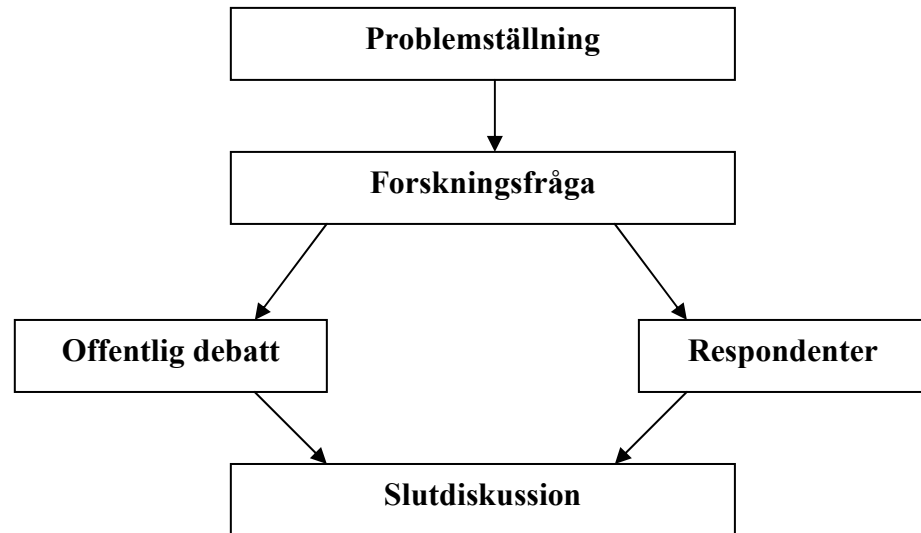 Problemställning
Forskningsfråga
Offentlig debatt
Respondenter
Slutdiskussion